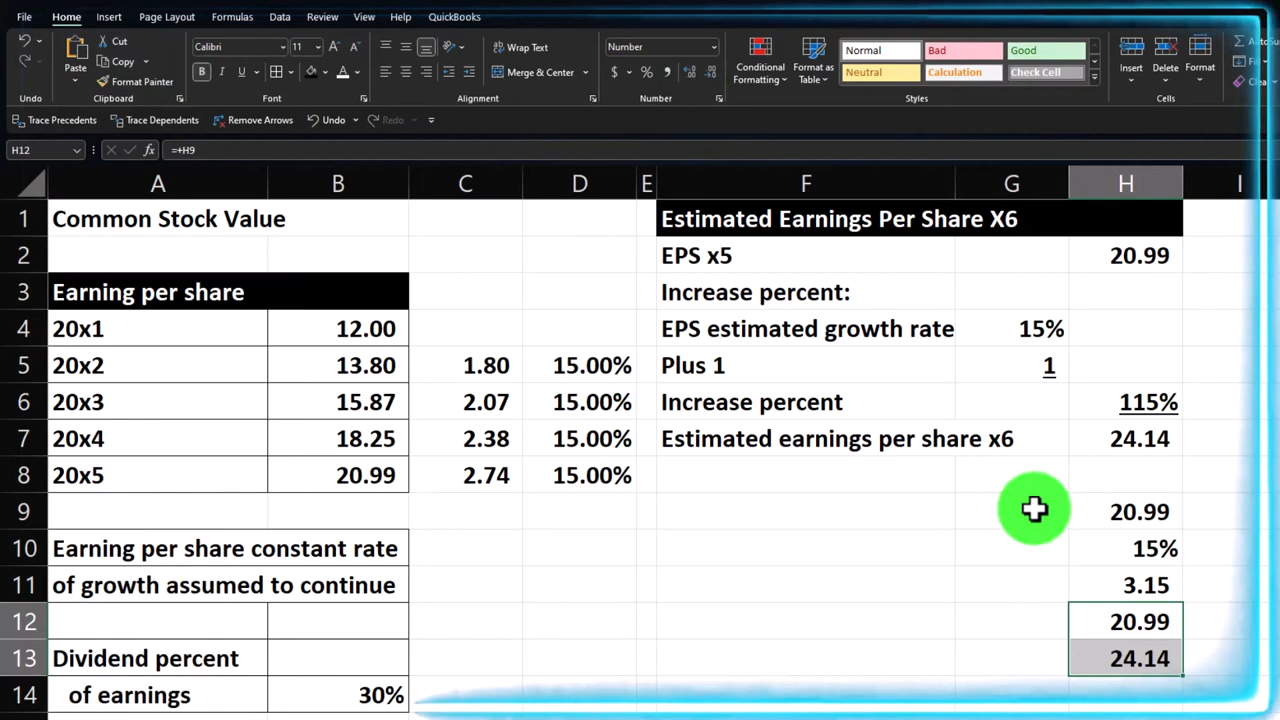 File Home Insert Page Layout Formulas Data Review View Help QuickBooks
Paste Cut Calibri 11 Wrap Text Number Conditional Formatting Format as Table Normal Bad Good Insert Delete Format
Copy
Format Painter B I U Merge & Center $ % Neutral Calculation Check Cell
Undo Clipboard Font Alignment Number Styles Cells
Trace Precedents Trace Dependents Remove Arrows Undo Redo
H12 fx =+H9
A B C D E F G H I
1 Common Stock Value Estimated Earnings Per Share X6
2 EPS x5 20.99
3 Earning per share Increase percent:
4 20x1 12.00 EPS estimated growth rate 15%
5 20x2 13.80 1.80 15.00% Plus 1 1
6 20x3 15.87 2.07 15.00% Increase percent 115%
7 20x4 18.25 2.38 15.00% Estimated earnings per share x6 24.14
8 20x5 20.99 2.74 15.00%
9 20.99
10 Earning per share constant rate 15%
11 of growth assumed to continue 3.15
12 20.99
13 Dividend percent 24.14
14 of earnings 30%